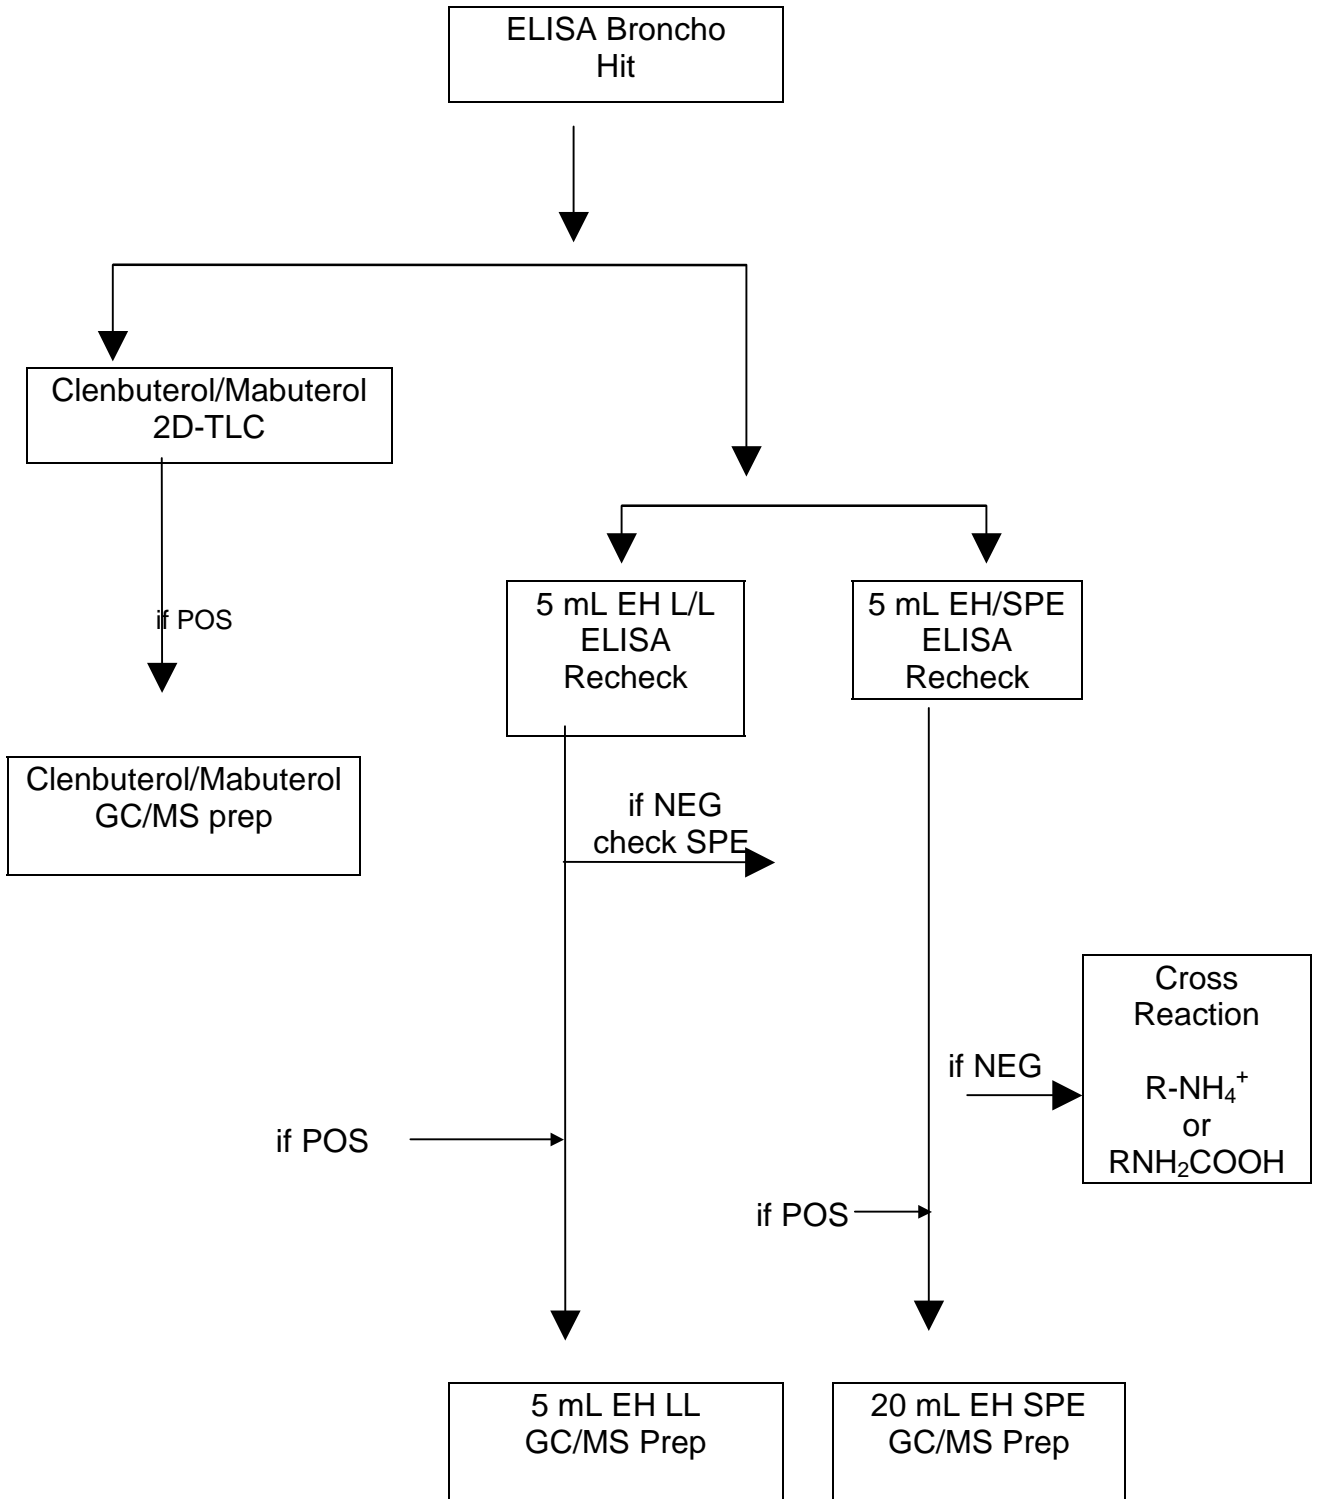 ELISA Broncho
Hit
Clenbuterol/Mabuterol
2D-TLC
if POS
Clenbuterol/Mabuterol
GC/MS prep
5 mL EH L/L
ELISA
Recheck
5 mL EH/SPE
ELISA
Recheck
if NEG
check SPE
if POS
if NEG
Cross
Reaction
R-NH₄⁺
or
RNH₂COOH
if POS
5 mL EH LL
GC/MS Prep
20 mL EH SPE
GC/MS Prep